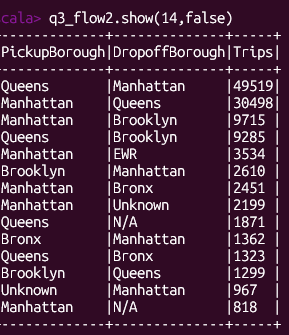 cala> q3_flow2.show(14,false)
-------------+--------------+-----+
PickupBorough|DropoffBorough|Trips|
-------------+--------------+-----+
Queens       |Manhattan     |49519|
Manhattan    |Queens        |30498|
Manhattan    |Brooklyn      |9715 |
Queens       |Brooklyn      |9285 |
Manhattan    |EWR           |3534 |
Brooklyn     |Manhattan     |2610 |
Manhattan    |Bronx         |2451 |
Manhattan    |Unknown       |2199 |
Queens       |N/A           |1871 |
Bronx        |Manhattan     |1362 |
Queens       |Bronx         |1323 |
Brooklyn     |Queens        |1299 |
Unknown      |Manhattan     |967  |
Manhattan    |N/A           |818  |
-------------+--------------+-----+